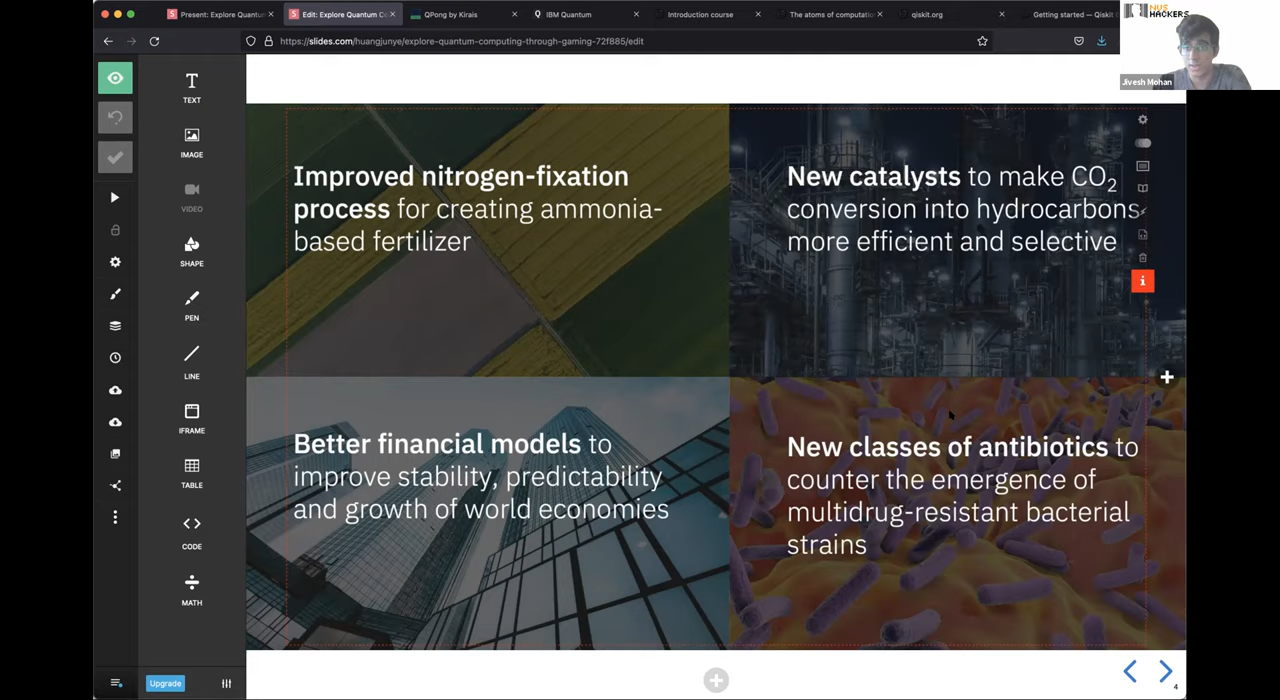 Present: Explore Quantum
Edit: Explore Quantum Co
QPong by Kirais
IBM Quantum
Introduction course
The atoms of computatio
qiskit.org
Getting started — Qiskit
NUS
HACKERS
https://slides.com/huangjunye/explore-quantum-computing-through-gaming-72f885/edit
Jivesh Mohan
TEXT
IMAGE
VIDEO
SHAPE
PEN
LINE
IFRAME
TABLE
CODE
MATH
Upgrade
Improved nitrogen-fixation
process for creating ammonia-
based fertilizer
New catalysts to make CO₂
conversion into hydrocarbons
more efficient and selective
Better financial models to
improve stability, predictability
and growth of world economies
New classes of antibiotics to
counter the emergence of
multidrug-resistant bacterial
strains
4